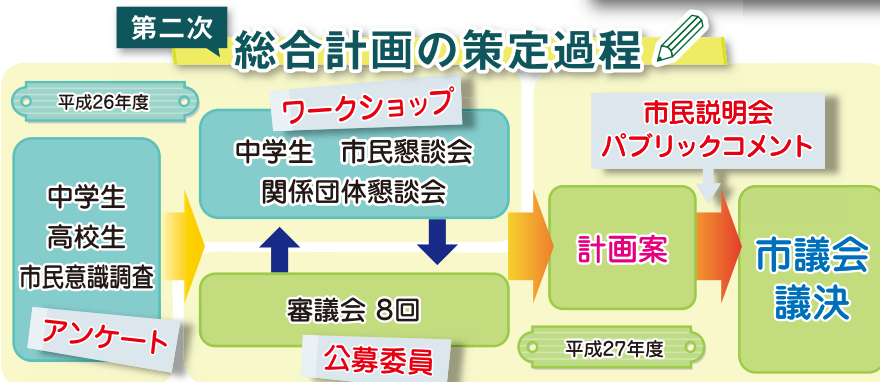 第二次
総合計画の策定過程
平成26年度
中学生
高校生
市民意識調査
アンケート
ワークショップ
中学生　市民懇談会
関係団体懇談会
審議会 8回
公募委員
計画案
平成27年度
市民説明会
パブリックコメント
市議会
議決